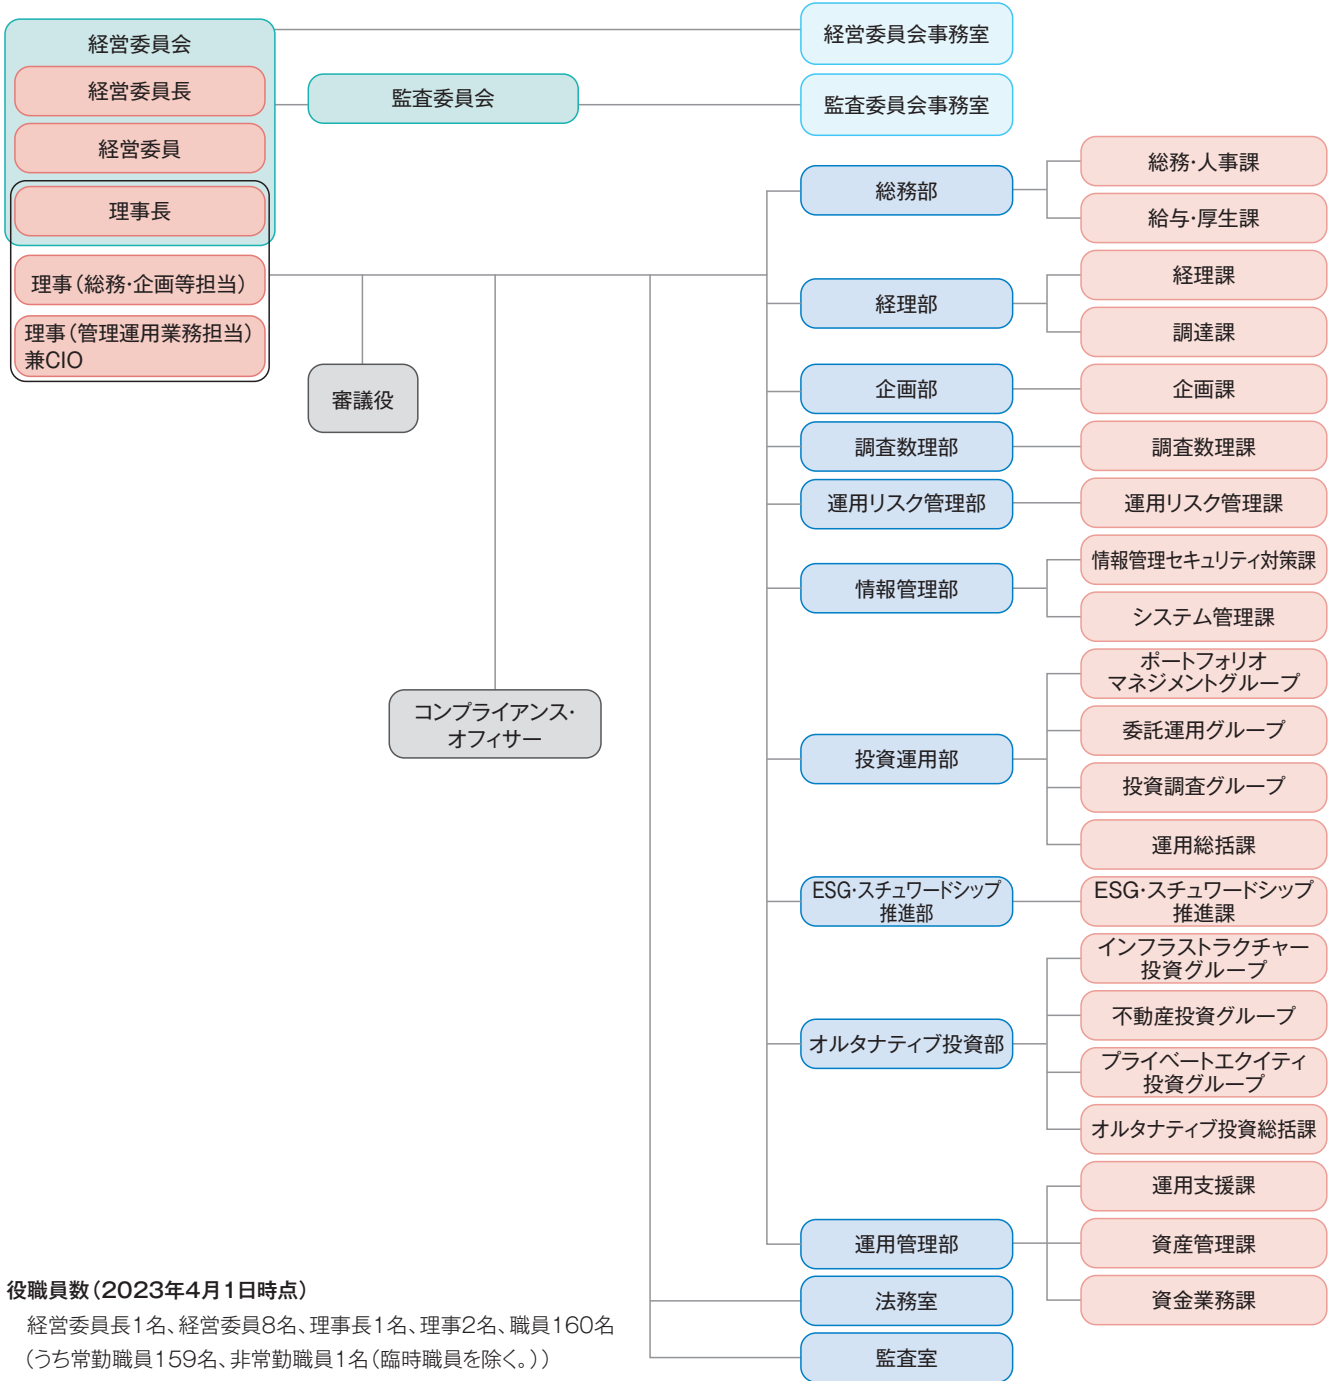 経営委員会
経営委員長
経営委員
理事長
理事(総務・企画等担当)
理事(管理運用業務担当)
兼CIO
監査委員会
経営委員会事務室
監査委員会事務室
審議役
コンプライアンス・
オフィサー
総務部
総務・人事課
給与・厚生課
経理部
経理課
調達課
企画部
企画課
調査数理部
調査数理課
運用リスク管理部
運用リスク管理課
情報管理部
情報管理セキュリティ対策課
システム管理課
投資運用部
ポートフォリオ
マネジメントグループ
委託運用グループ
投資調査グループ
運用総括課
ESG・スチュワードシップ
推進部
ESG・スチュワードシップ
推進課
オルタナティブ投資部
インフラストラクチャー
投資グループ
不動産投資グループ
プライベートエクイティ
投資グループ
オルタナティブ投資総括課
運用管理部
運用支援課
資産管理課
資金業務課
法務室
監査室
役職員数(2023年4月1日時点)
経営委員長1名、経営委員8名、理事長1名、理事2名、職員160名
(うち常勤職員159名、非常勤職員1名(臨時職員を除く。))